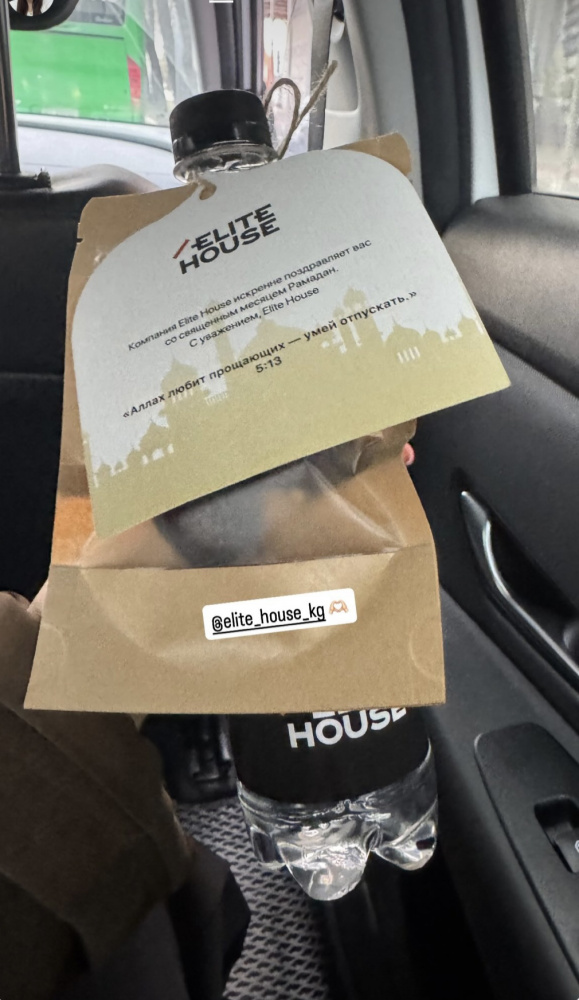 ELITE
HOUSE
Компания Elite House искренне поздравляет вас
со священным месяцем Рамадан.
С уважением, Elite House
«Аллах любит прощающих — умей отпускать.»
5:13
@elite_house_kg
HOUSE